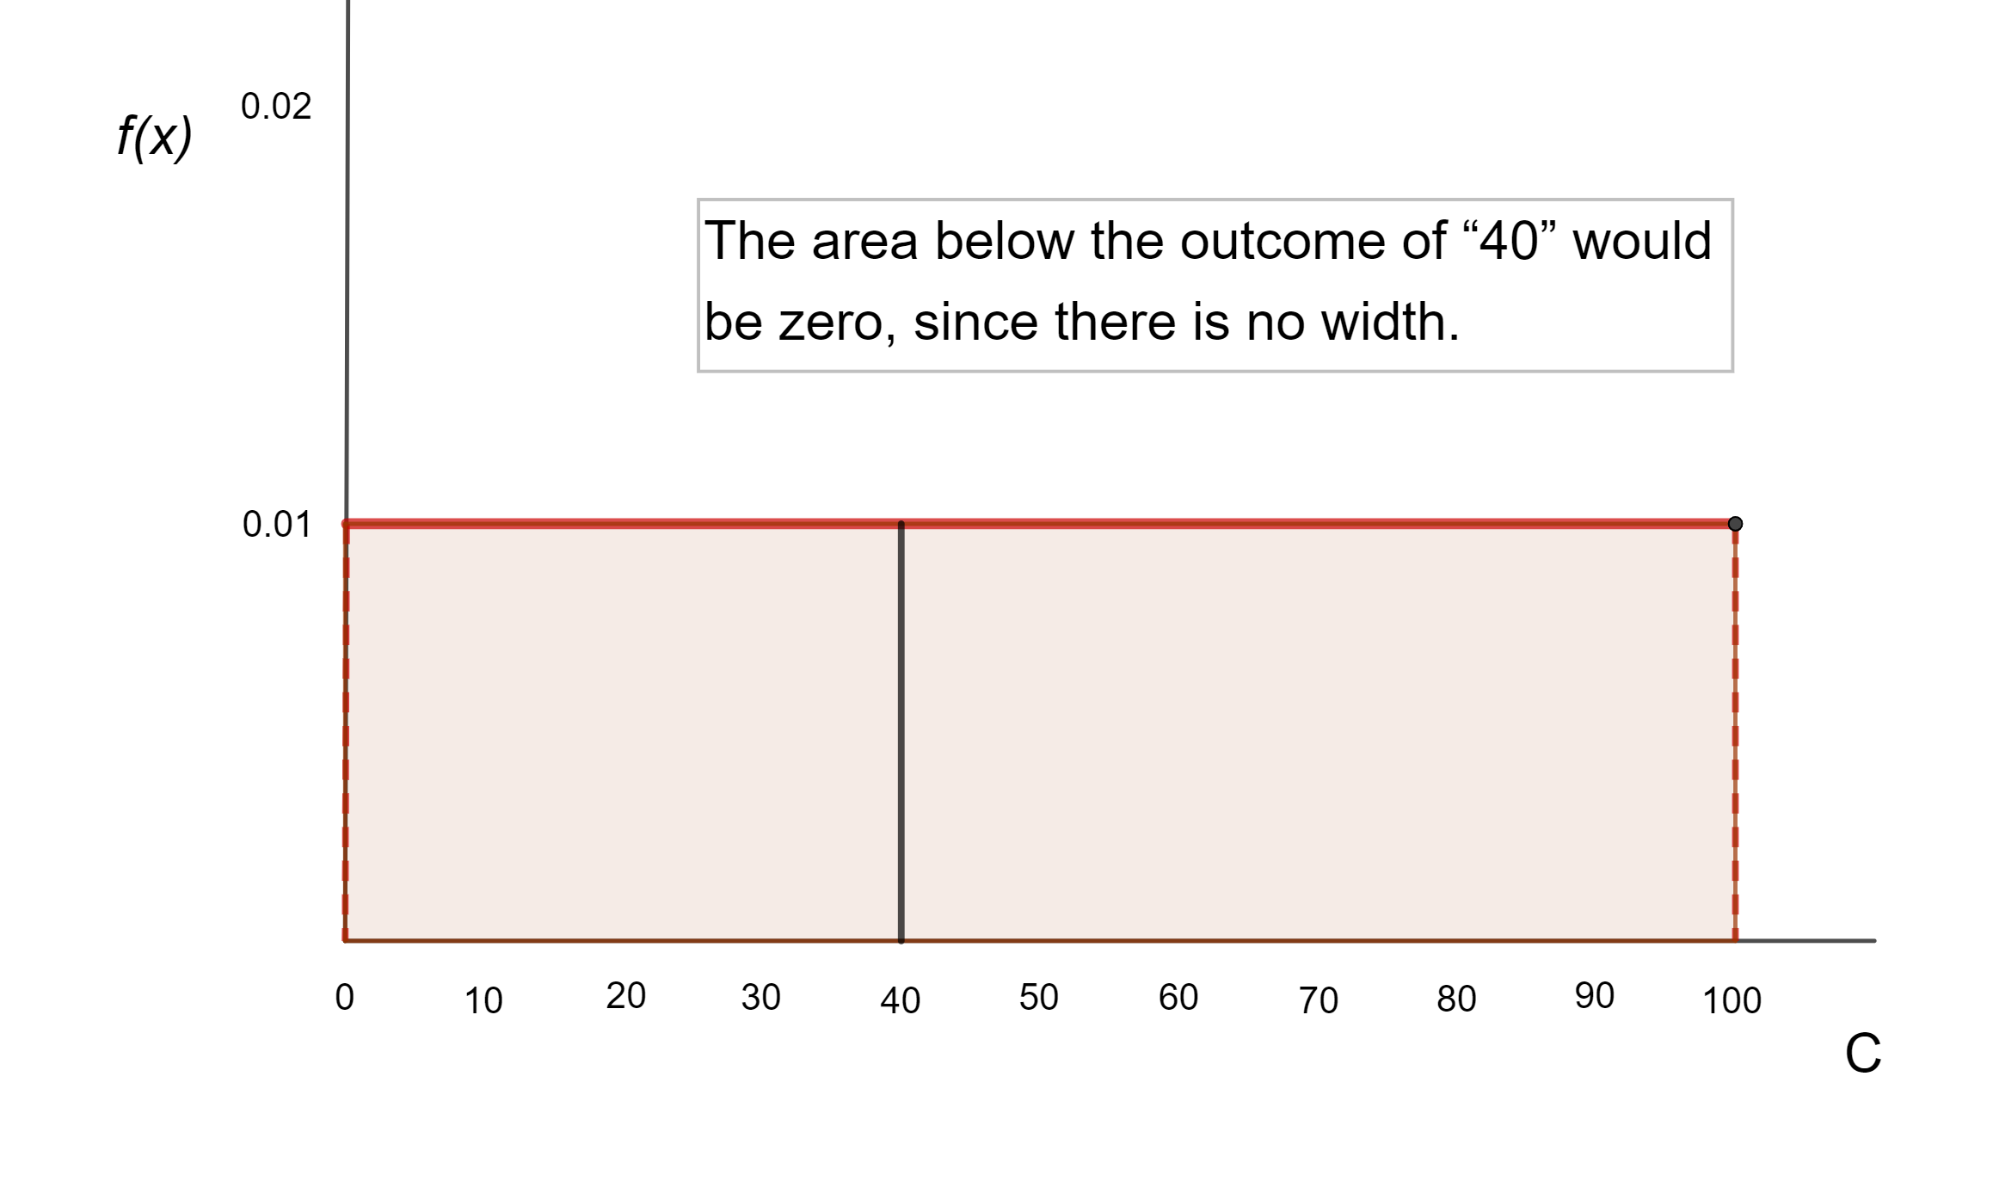 0.02
f(x)
The area below the outcome of “40” would
be zero, since there is no width.
0.01
0 10 20 30 40 50 60 70 80 90 100
C